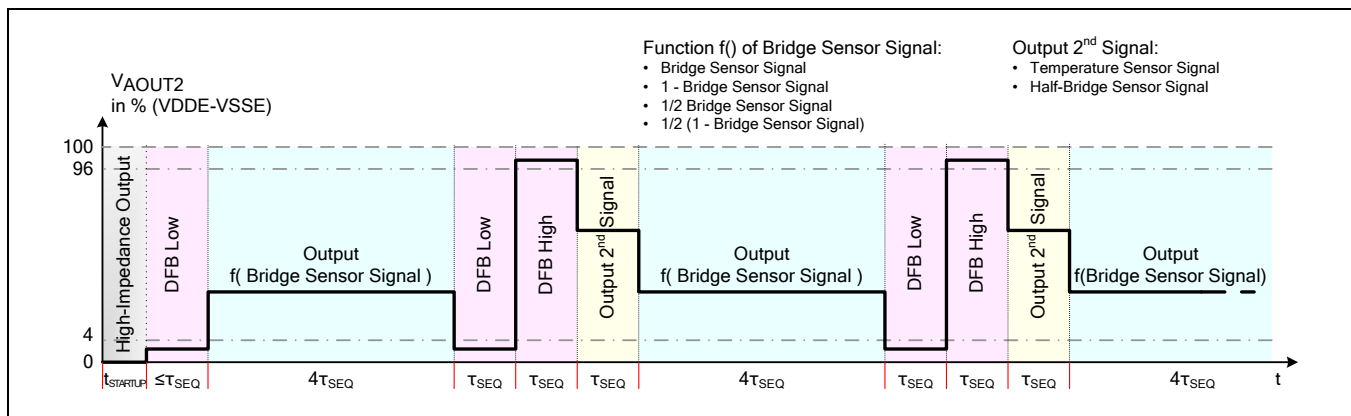 Function f() of Bridge Sensor Signal:
• Bridge Sensor Signal
• 1 - Bridge Sensor Signal
• 1/2 Bridge Sensor Signal
• 1/2 (1 - Bridge Sensor Signal)
Output 2nd Signal:
• Temperature Sensor Signal
• Half-Bridge Sensor Signal
VAOUT2
in % (VDDE-VSSE)
100
96
4
0
High-Impedance Output
DFB Low
Output
f( Bridge Sensor Signal )
DFB Low
DFB High
Output 2nd Signal
Output
f( Bridge Sensor Signal )
DFB Low
DFB High
Output 2nd Signal
Output
f(Bridge Sensor Signal)
tSTARTUP
≤τSEQ
4τSEQ
τSEQ
τSEQ
τSEQ
4τSEQ
τSEQ
τSEQ
τSEQ
4τSEQ
t